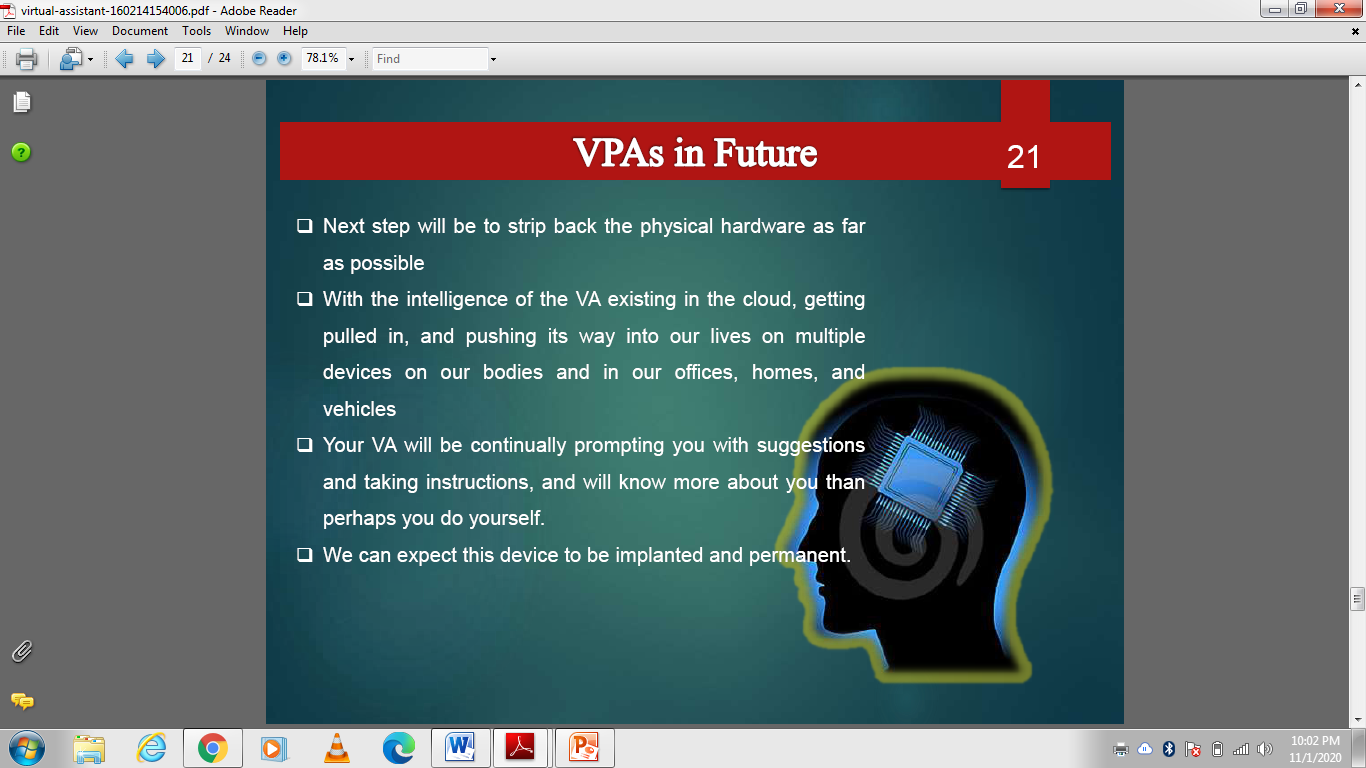 virtual-assistant-160214154006.pdf - Adobe Reader
File Edit View Document Tools Window Help
21 / 24 78.1% Find
VPAs in Future
21
❑ Next step will be to strip back the physical hardware as far
as possible
❑ With the intelligence of the VA existing in the cloud, getting
pulled in, and pushing its way into our lives on multiple
devices on our bodies and in our offices, homes, and
vehicles
❑ Your VA will be continually prompting you with suggestions
and taking instructions, and will know more about you than
perhaps you do yourself.
❑ We can expect this device to be implanted and permanent.
10:02 PM
11/1/2020